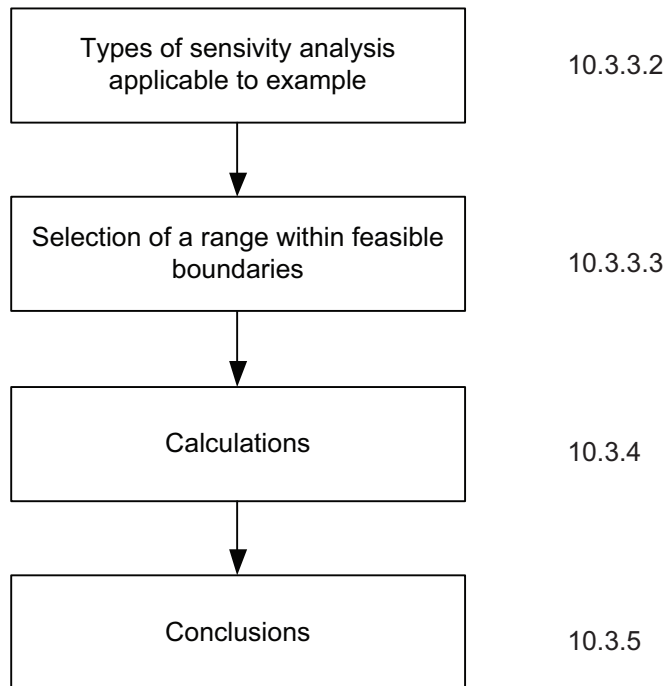 Types of sensivity analysis
applicable to example
10.3.3.2
Selection of a range within feasible
boundaries
10.3.3.3
Calculations
10.3.4
Conclusions
10.3.5